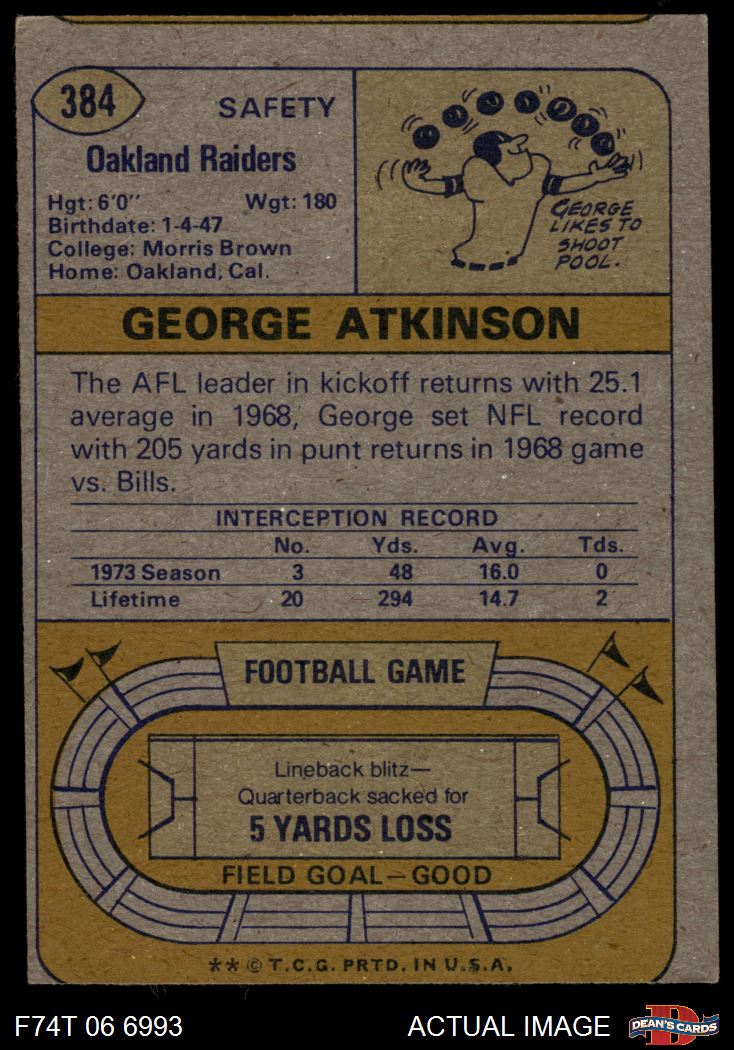 384
SAFETY
Oakland Raiders
Hgt: 6'0" Wgt: 180
Birthdate: 1-4-47
College: Morris Brown
Home: Oakland, Cal.
GEORGE
LIKES TO
SHOOT
POOL.
GEORGE ATKINSON
The AFL leader in kickoff returns with 25.1
average in 1968, George set NFL record
with 205 yards in punt returns in 1968 game
vs. Bills.
INTERCEPTION RECORD
No. Yds. Avg. Tds.
1973 Season 3 48 16.0 0
Lifetime 20 294 14.7 2
FOOTBALL GAME
Lineback blitz—
Quarterback sacked for
5 YARDS LOSS
FIELD GOAL—GOOD
** © T.C.G. PRTD. IN U.S.A.
F74T 06 6993
ACTUAL IMAGE
D
DEAN'S CARDS